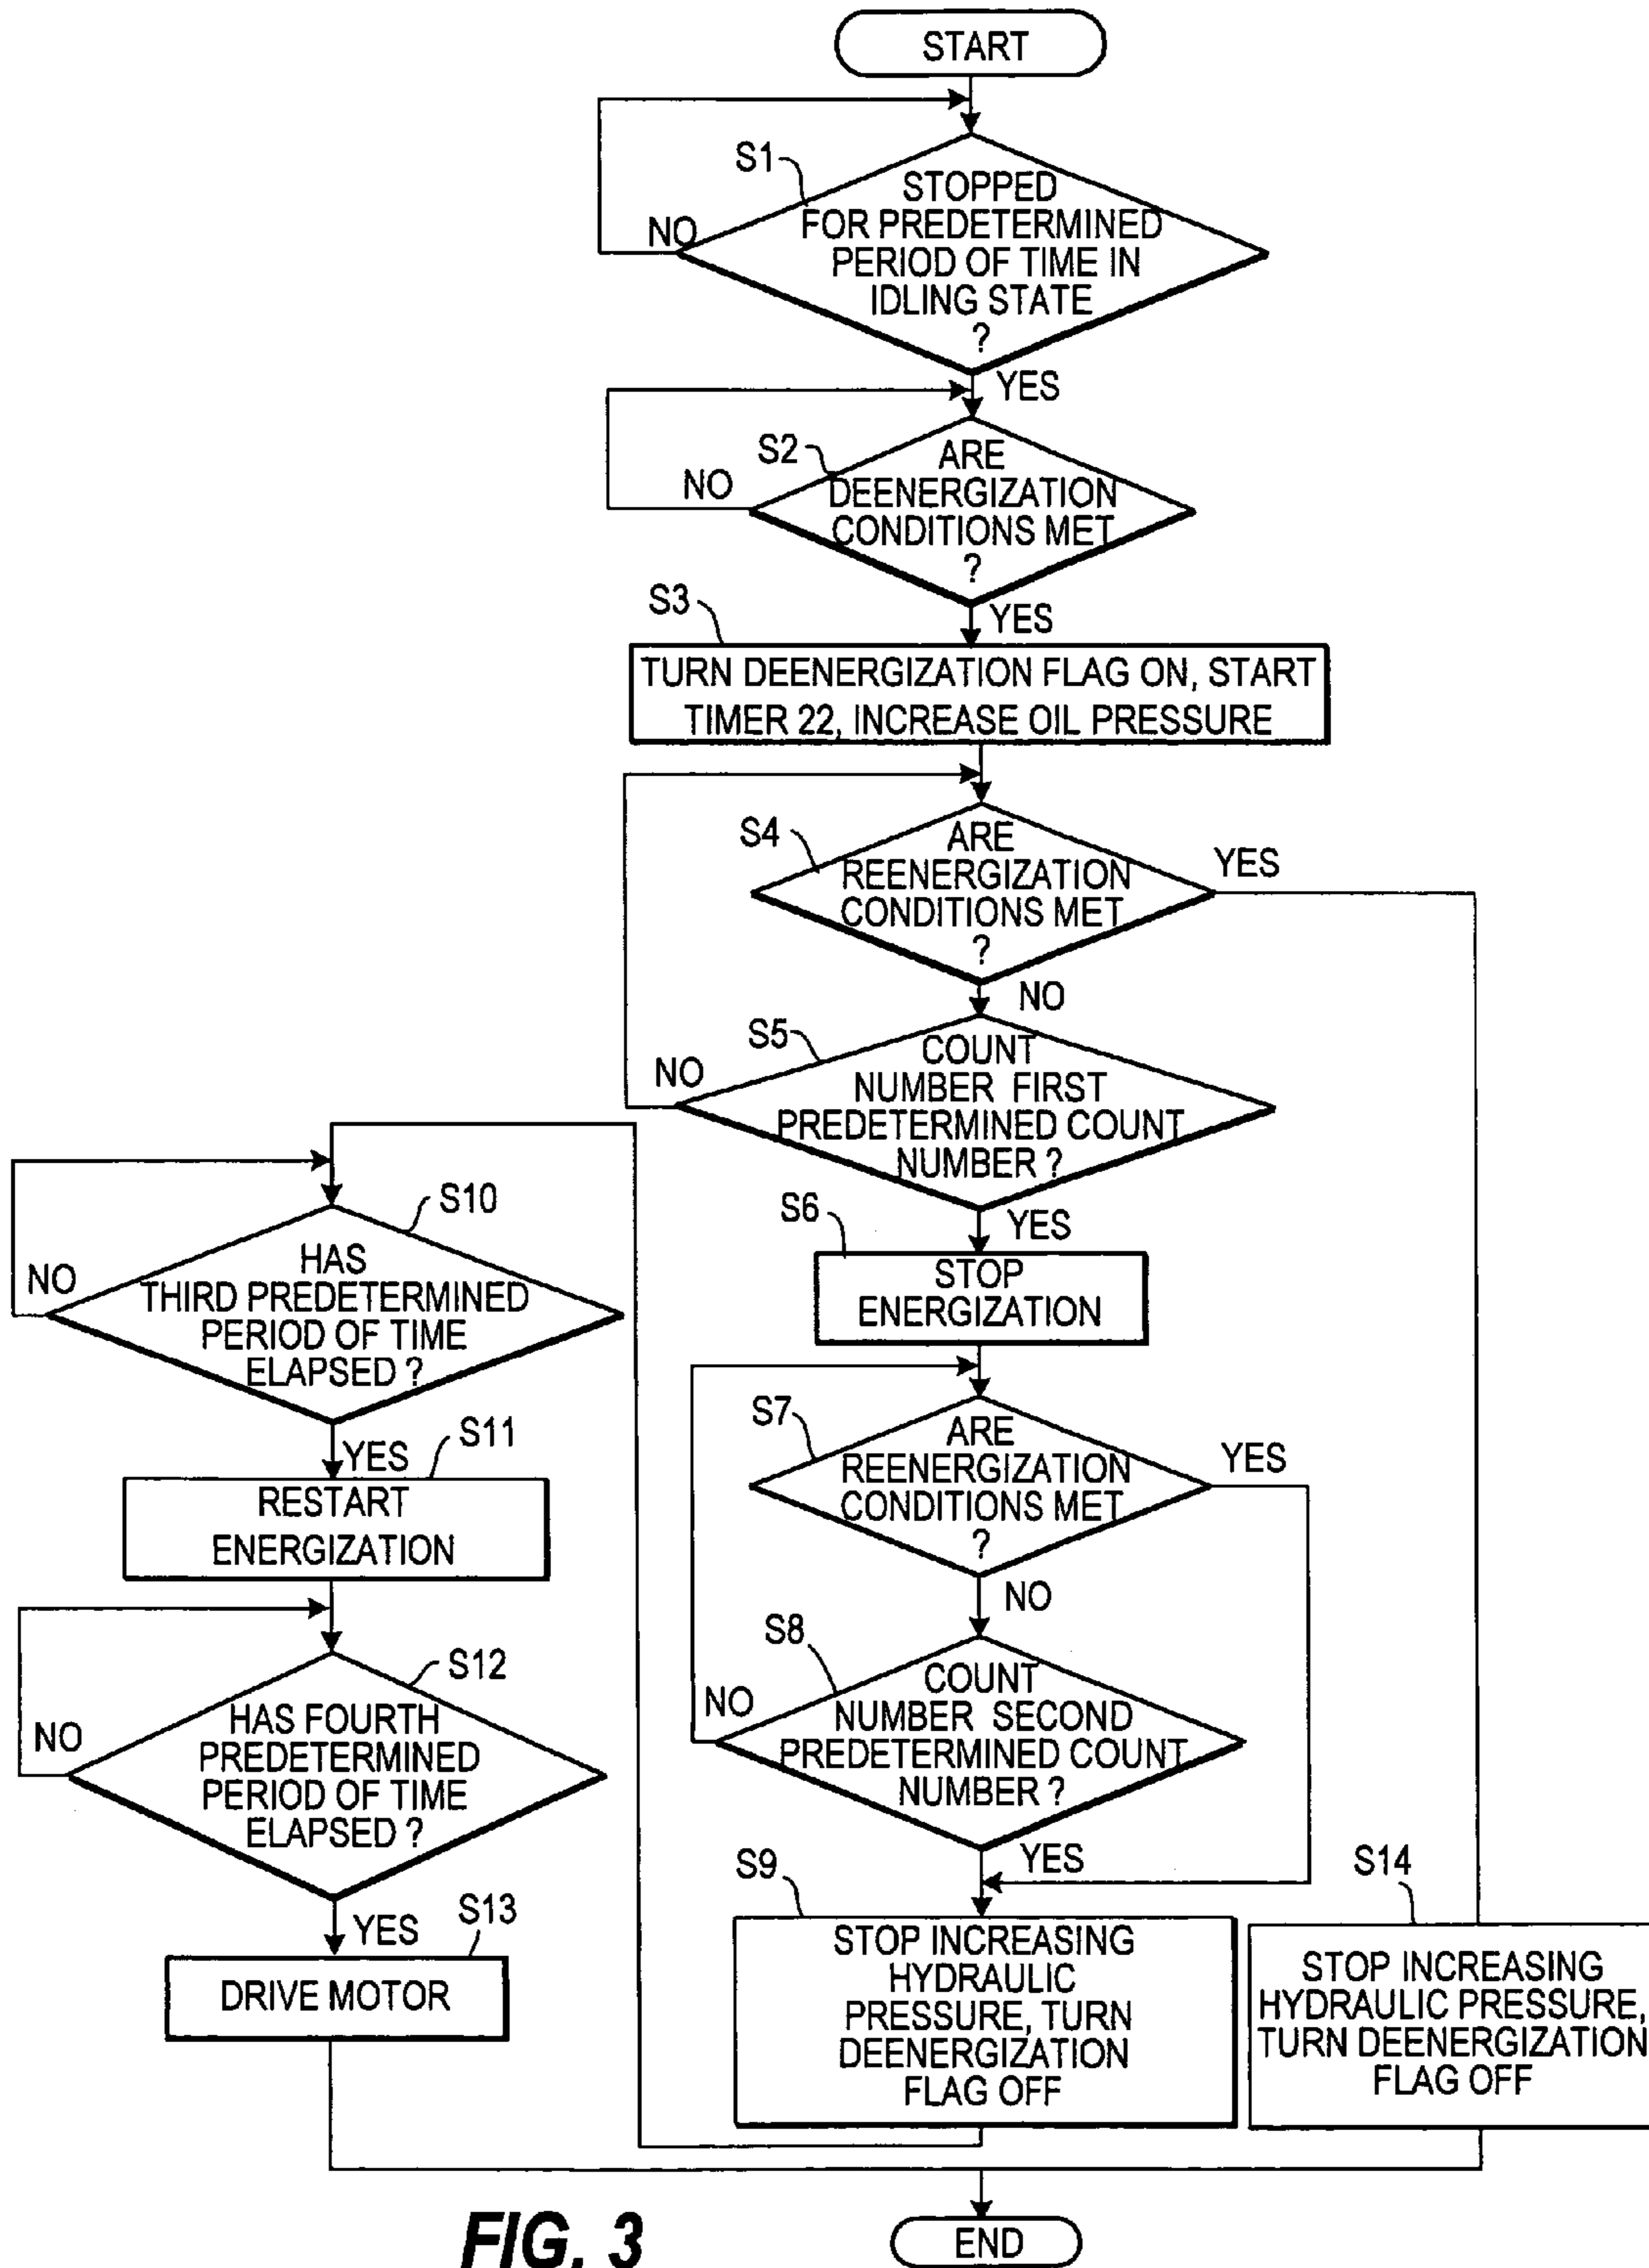 START
S1
STOPPED
FOR PREDETERMINED
PERIOD OF TIME IN
IDLING STATE
?
NO
YES
S2
ARE
DEENERGIZATION
CONDITIONS MET
?
NO
YES
S3
TURN DEENERGIZATION FLAG ON, START
TIMER 22, INCREASE OIL PRESSURE
S4
ARE
REENERGIZATION
CONDITIONS MET
?
YES
NO
S5
COUNT
NUMBER FIRST
PREDETERMINED COUNT
NUMBER ?
NO
YES
S6
STOP
ENERGIZATION
S7
ARE
REENERGIZATION
CONDITIONS MET
?
YES
NO
S8
COUNT
NUMBER SECOND
PREDETERMINED COUNT
NUMBER ?
NO
YES
S9
STOP INCREASING
HYDRAULIC
PRESSURE, TURN
DEENERGIZATION
FLAG OFF
S10
HAS
THIRD PREDETERMINED
PERIOD OF TIME
ELAPSED ?
NO
YES
S11
RESTART
ENERGIZATION
S12
HAS FOURTH
PREDETERMINED
PERIOD OF TIME
ELAPSED ?
NO
YES
S13
DRIVE MOTOR
S14
STOP INCREASING
HYDRAULIC PRESSURE,
TURN DEENERGIZATION
FLAG OFF
END
FIG. 3